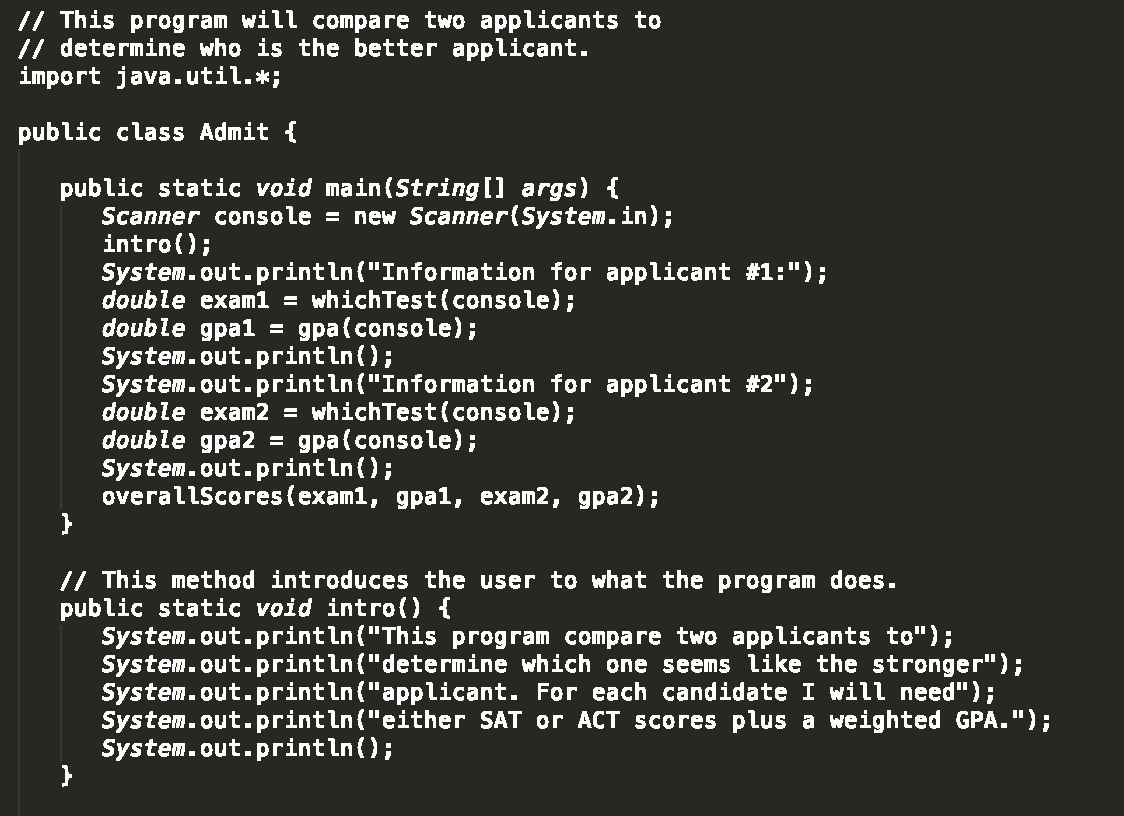 // This program will compare two applicants to
// determine who is the better applicant.
import java.util.*;
public class Admit {
public static void main(String[] args) {
Scanner console = new Scanner(System.in);
intro();
System.out.println("Information for applicant #1:");
double exam1 = whichTest(console);
double gpa1 = gpa(console);
System.out.println();
System.out.println("Information for applicant #2");
double exam2 = whichTest(console);
double gpa2 = gpa(console);
System.out.println();
overallScores(exam1, gpa1, exam2, gpa2);
}
// This method introduces the user to what the program does.
public static void intro() {
System.out.println("This program compare two applicants to");
System.out.println("determine which one seems like the stronger");
System.out.println("applicant. For each candidate I will need");
System.out.println("either SAT or ACT scores plus a weighted GPA.");
System.out.println();
}